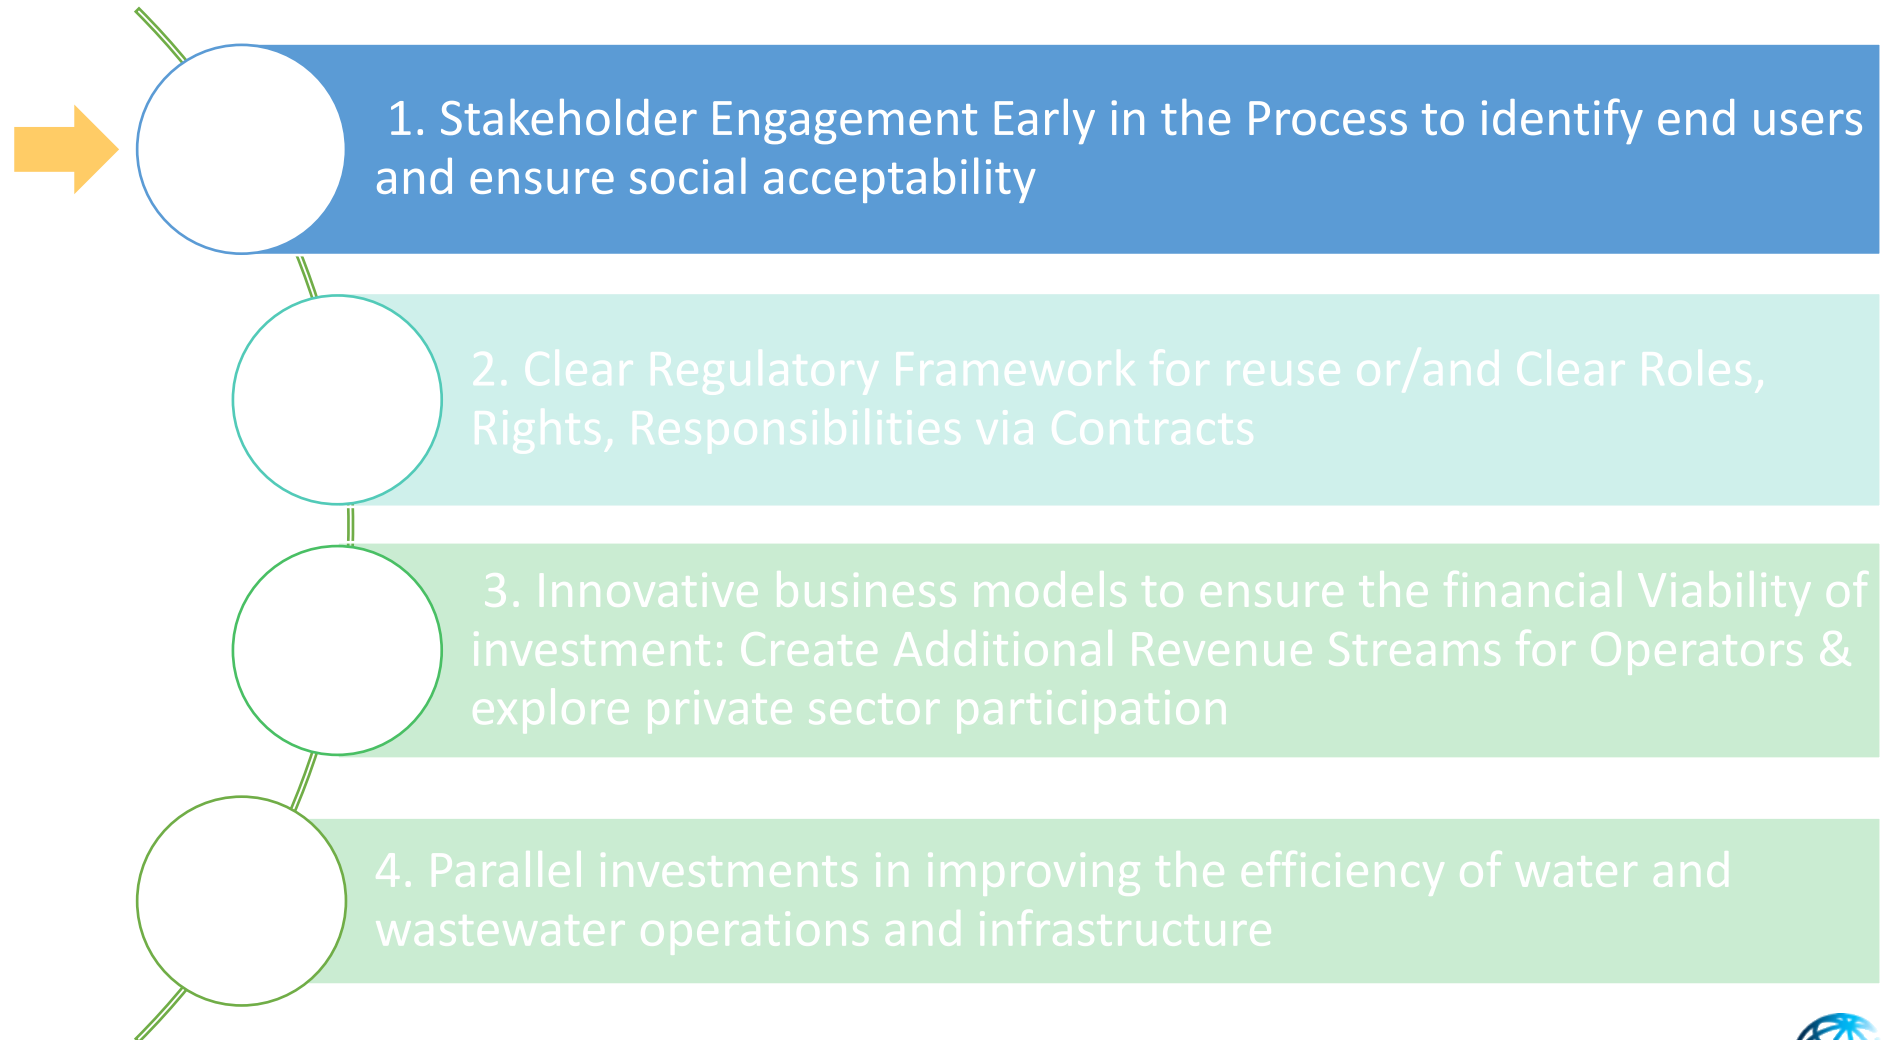 1. Stakeholder Engagement Early in the Process to identify end users
and ensure social acceptability
2. Clear Regulatory Framework for reuse or/and Clear Roles,
Rights, Responsibilities via Contracts
3. Innovative business models to ensure the financial Viability of
investment: Create Additional Revenue Streams for Operators &
explore private sector participation
4. Parallel investments in improving the efficiency of water and
wastewater operations and infrastructure